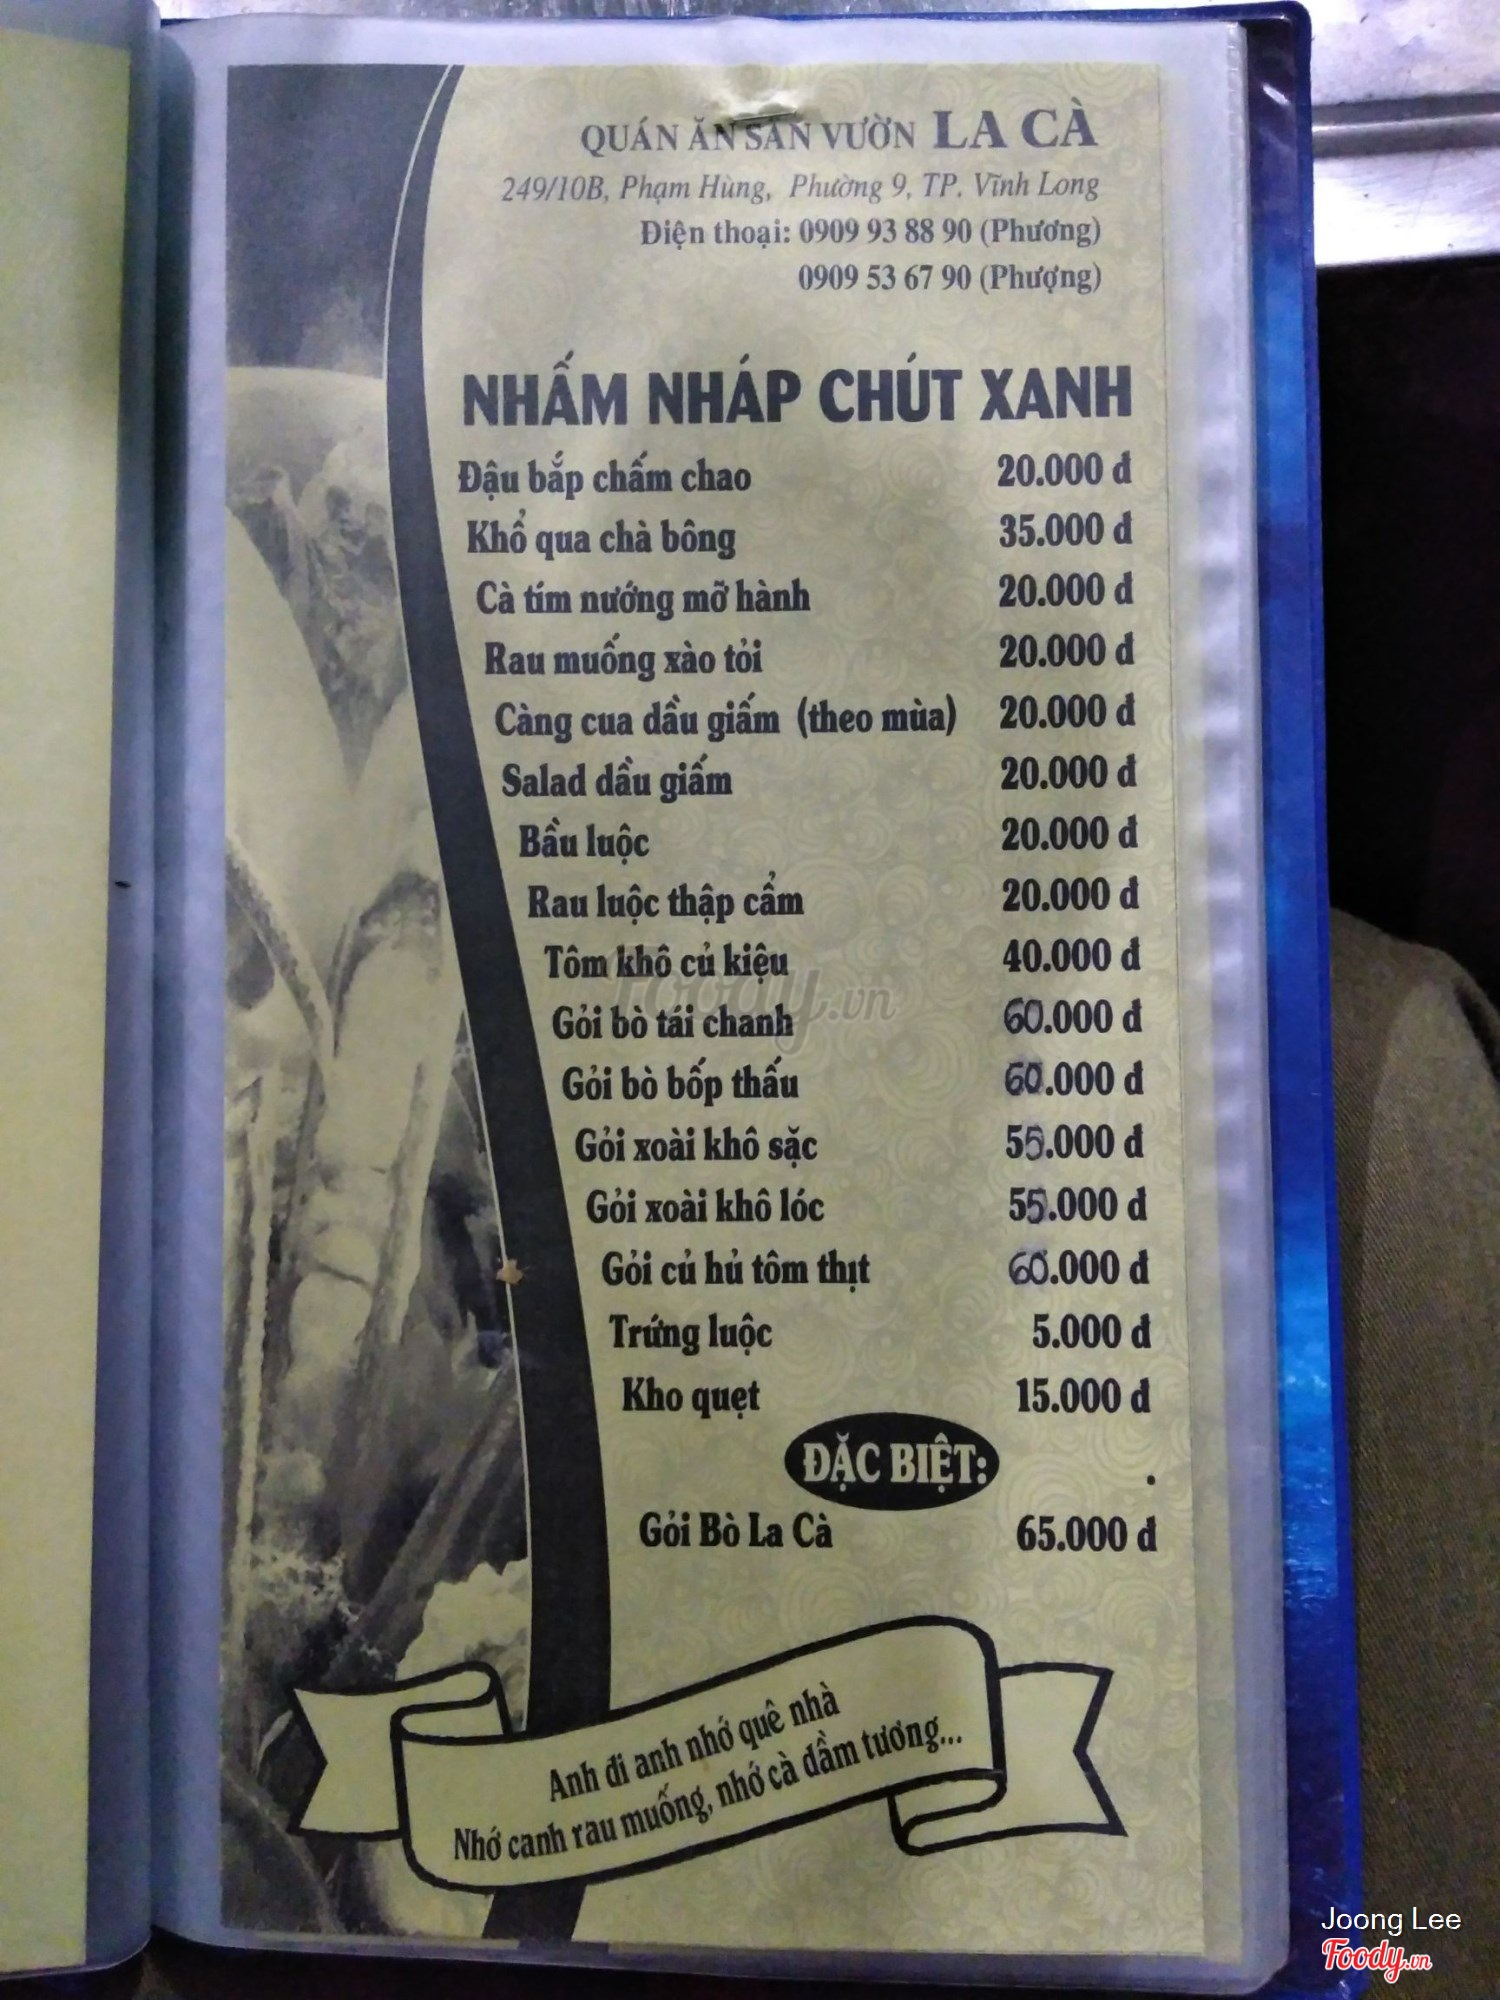 QUÁN ĂN SÂN VƯỜN LA CÀ
249/10B, Phạm Hùng, Phường 9, TP. Vĩnh Long
Điện thoại: 0909 93 88 90 (Phương)
0909 53 67 90 (Phượng)
NHẤM NHÁP CHÚT XANH
Đậu bắp chấm chao 20.000 đ
Khổ qua chà bông 35.000 đ
Cà tím nướng mỡ hành 20.000 đ
Rau muống xào tỏi 20.000 đ
Càng cua dầu giấm (theo mùa) 20.000 đ
Salad dầu giấm 20.000 đ
Bầu luộc 20.000 đ
Rau luộc thập cẩm 20.000 đ
Tôm khô củ kiệu 40.000 đ
Gỏi bò tái chanh 60.000 đ
Gỏi bò bốp thấu 60.000 đ
Gỏi xoài khô sặc 55.000 đ
Gỏi xoài khô lóc 55.000 đ
Gỏi củ hủ tôm thịt 60.000 đ
Trứng luộc 5.000 đ
Kho quẹt 15.000 đ
ĐẶC BIỆT:
Gỏi Bò La Cà 65.000 đ
Anh đi anh nhớ quê nhà
Nhớ canh rau muống, nhớ cà dầm tương...
Foody.vn
Joong Lee
Foody.vn